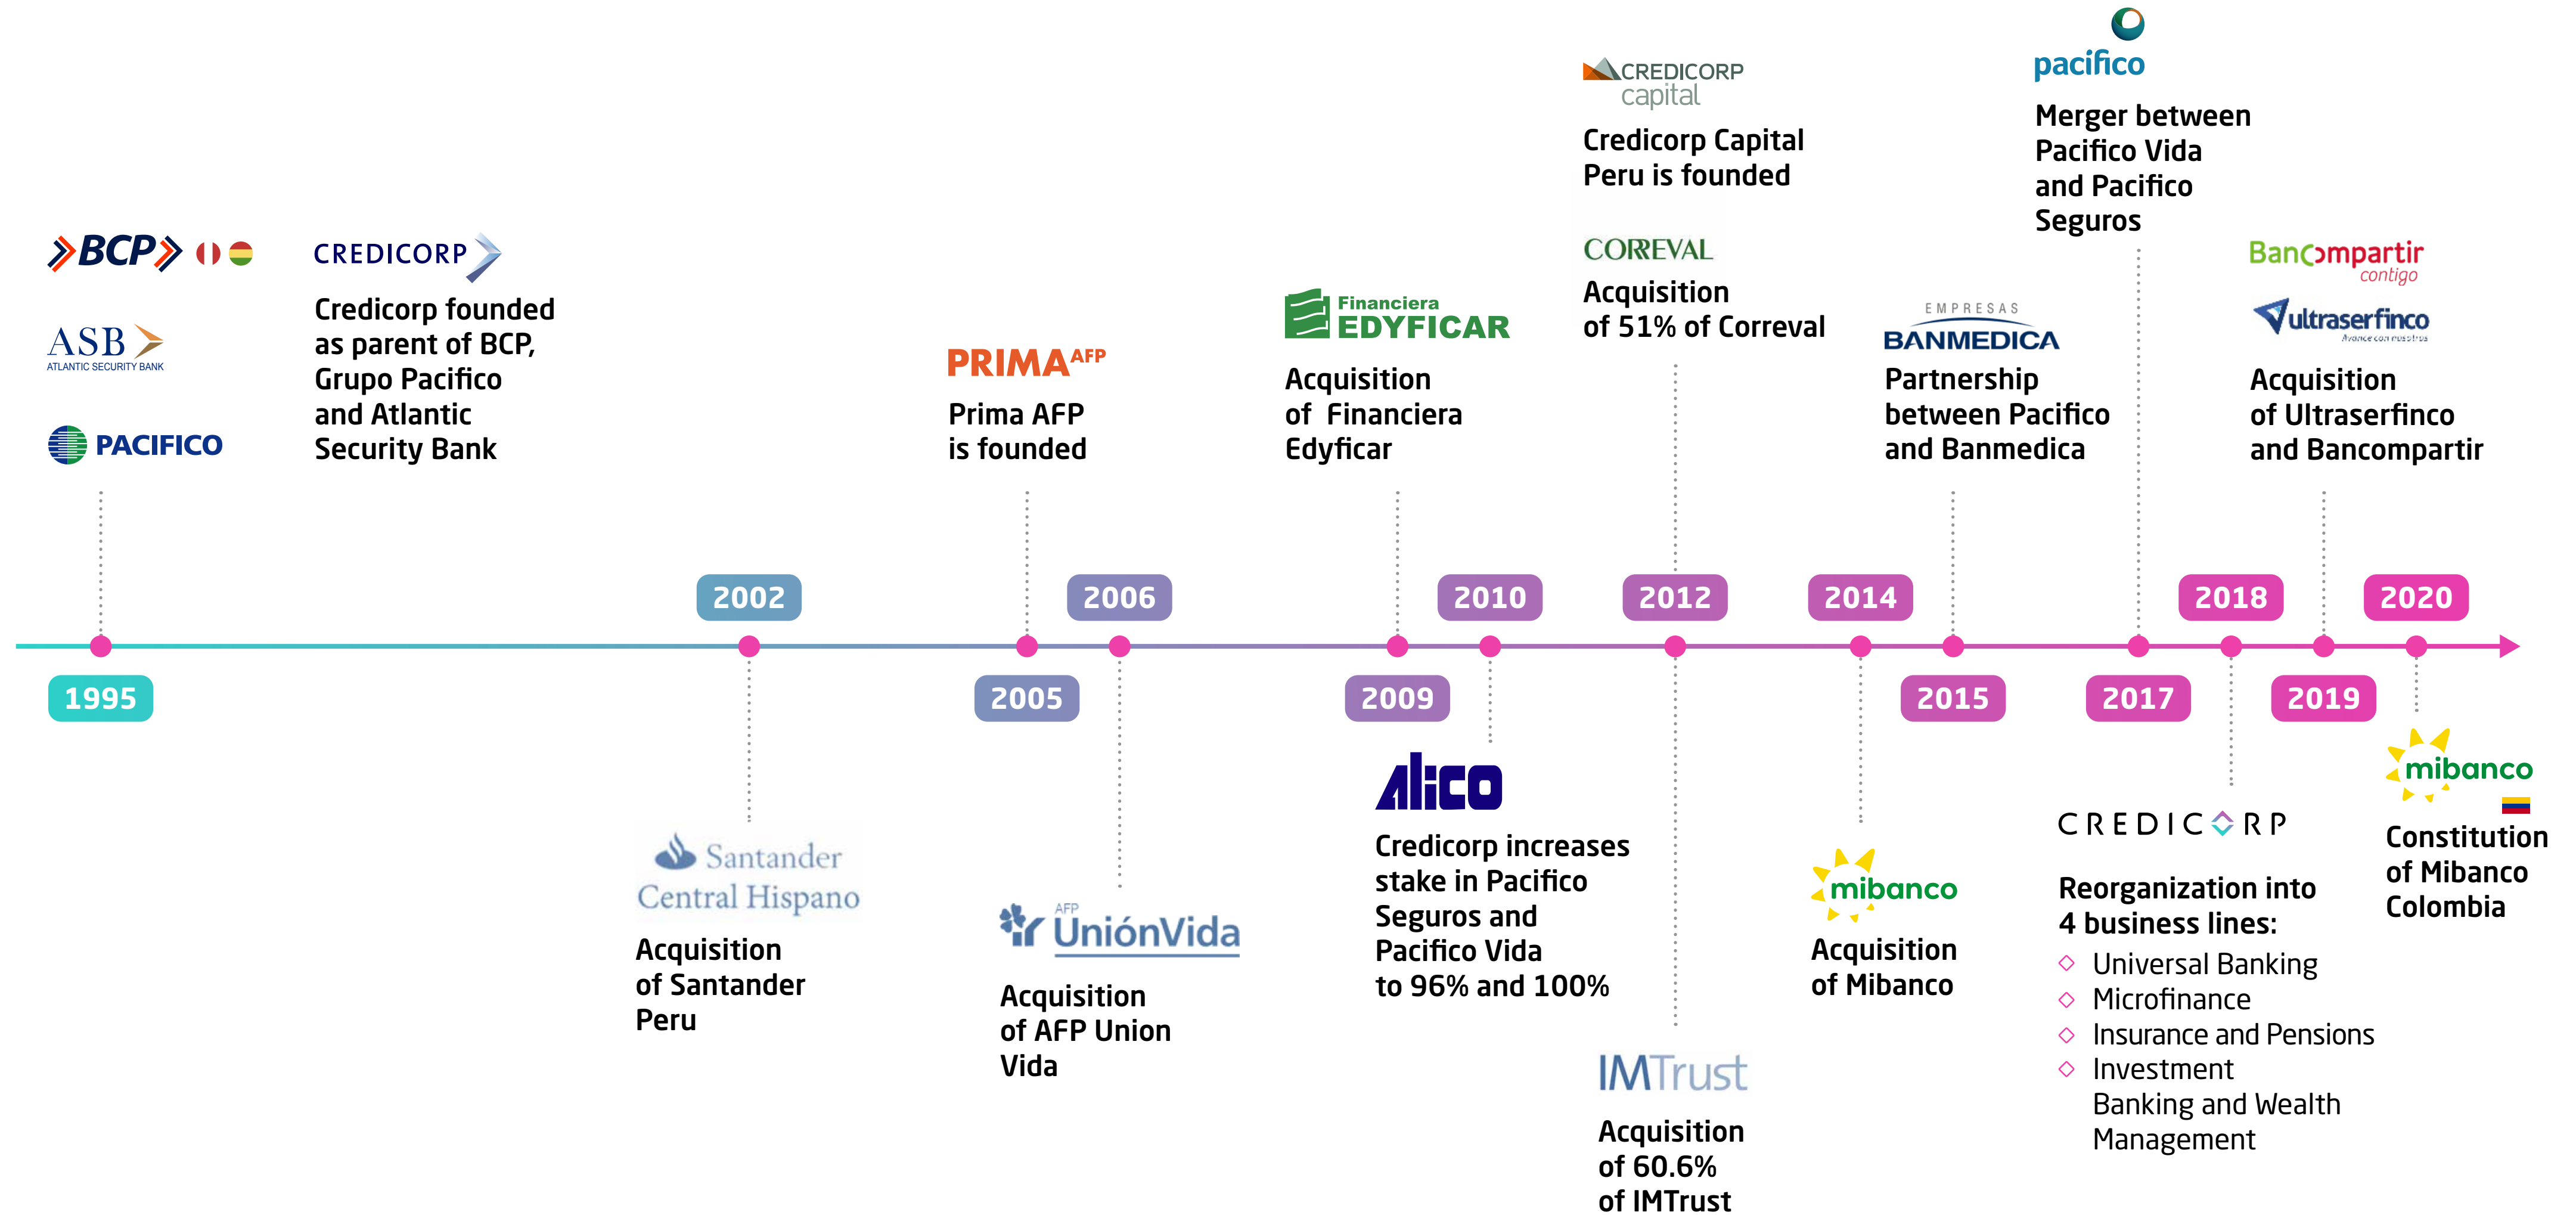 BCP
ASB
ATLANTIC SECURITY BANK
PACIFICO
CREDICORP
Credicorp founded
as parent of BCP,
Grupo Pacifico
and Atlantic
Security Bank
1995
2002
Santander
Central Hispano
Acquisition
of Santander
Peru
PRIMA AFP
Prima AFP
is founded
2005
2006
AFP
UniónVida
Acquisition
of AFP Union
Vida
Financiera
EDYFICAR
Acquisition
of Financiera
Edyficar
2009
2010
Alico
Credicorp increases
stake in Pacifico
Seguros and
Pacifico Vida
to 96% and 100%
CREDICORP
capital
Credicorp Capital
Peru is founded
CORREVAL
Acquisition
of 51% of Correval
2012
IMTrust
Acquisition
of 60.6%
of IMTrust
2014
mibanco
Acquisition
of Mibanco
EMPRESAS
BANMEDICA
Partnership
between Pacifico
and Banmedica
2015
pacifico
Merger between
Pacifico Vida
and Pacifico
Seguros
2017
2018
CREDICORP
Reorganization into
4 business lines:
Universal Banking
Microfinance
Insurance and Pensions
Investment
Banking and Wealth
Management
BanCompartir
contigo
ultraserfinco
Avance con nosotros
Acquisition
of Ultraserfinco
and Bancompartir
2019
2020
mibanco
Constitution
of Mibanco
Colombia